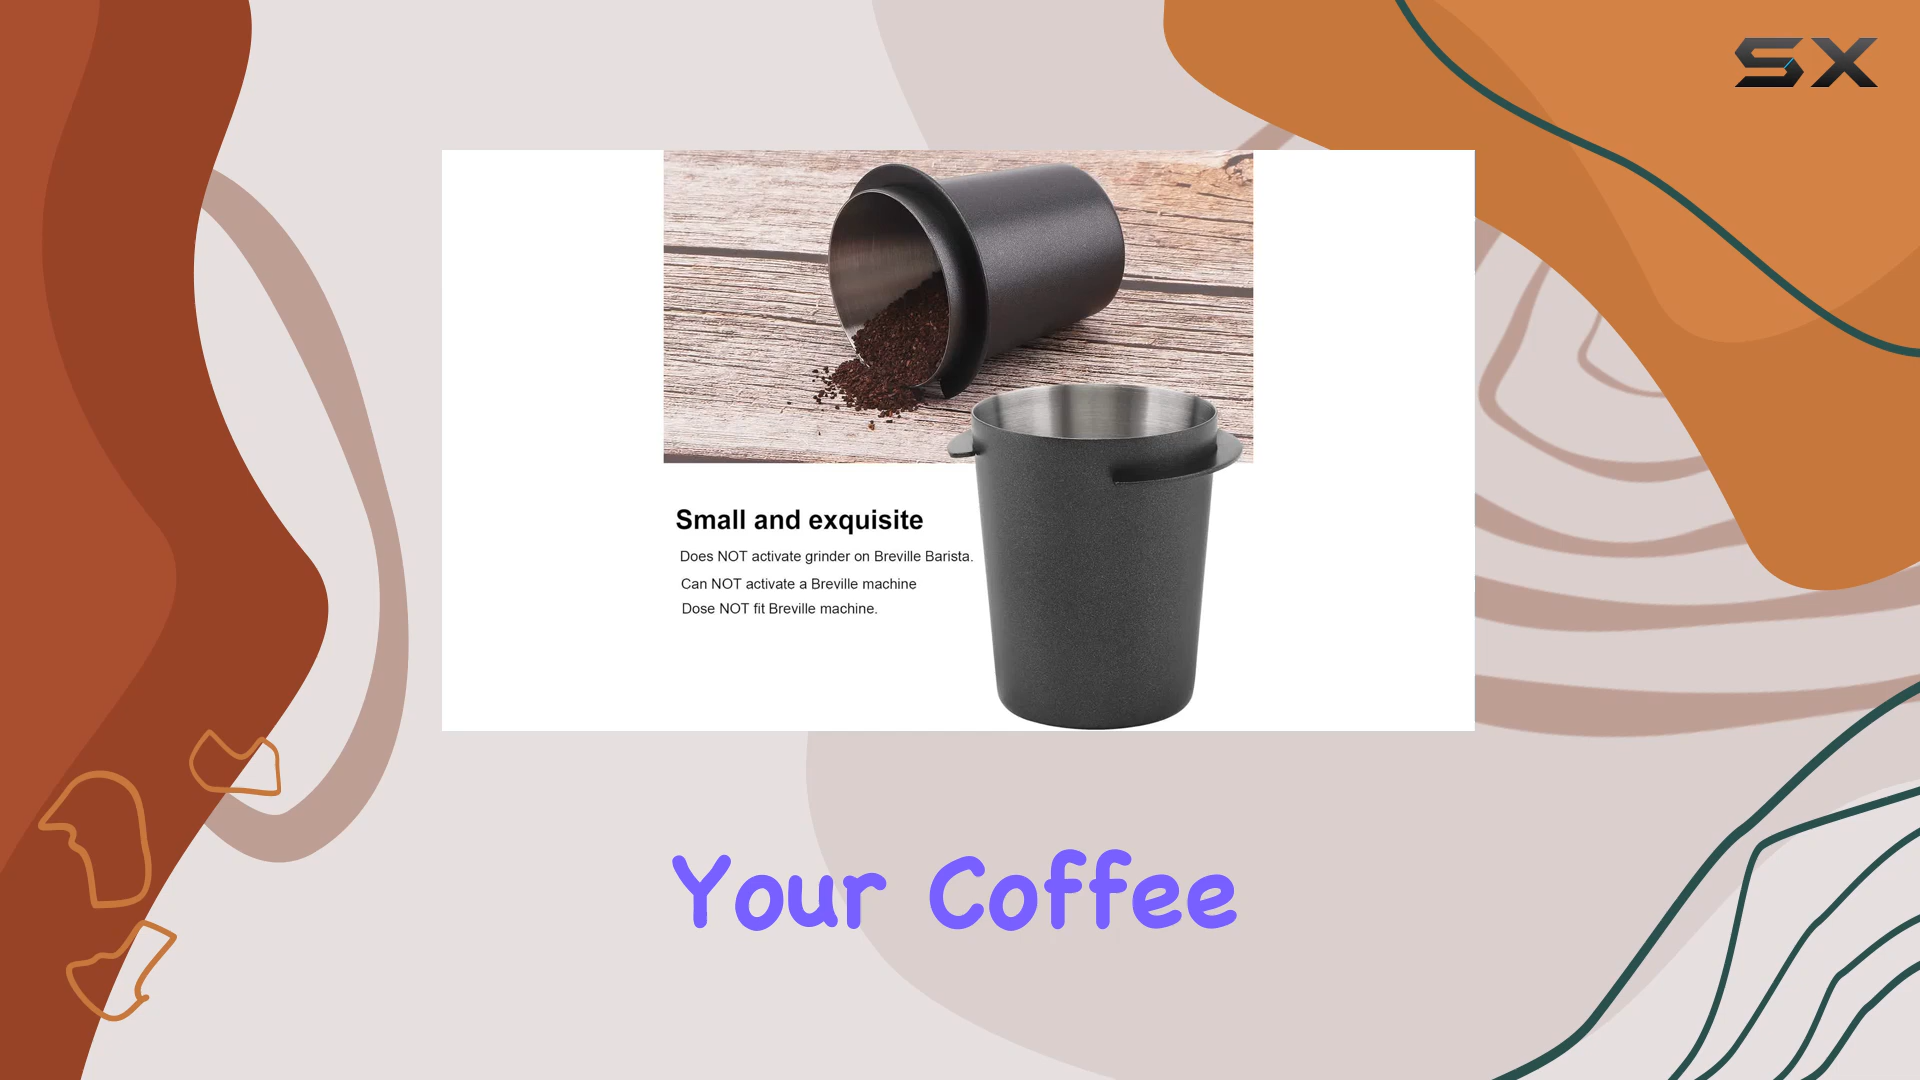 SX
Small and exquisite
Does NOT activate grinder on Breville Barista.
Can NOT activate a Breville machine
Dose NOT fit Breville machine.
Your Coffee